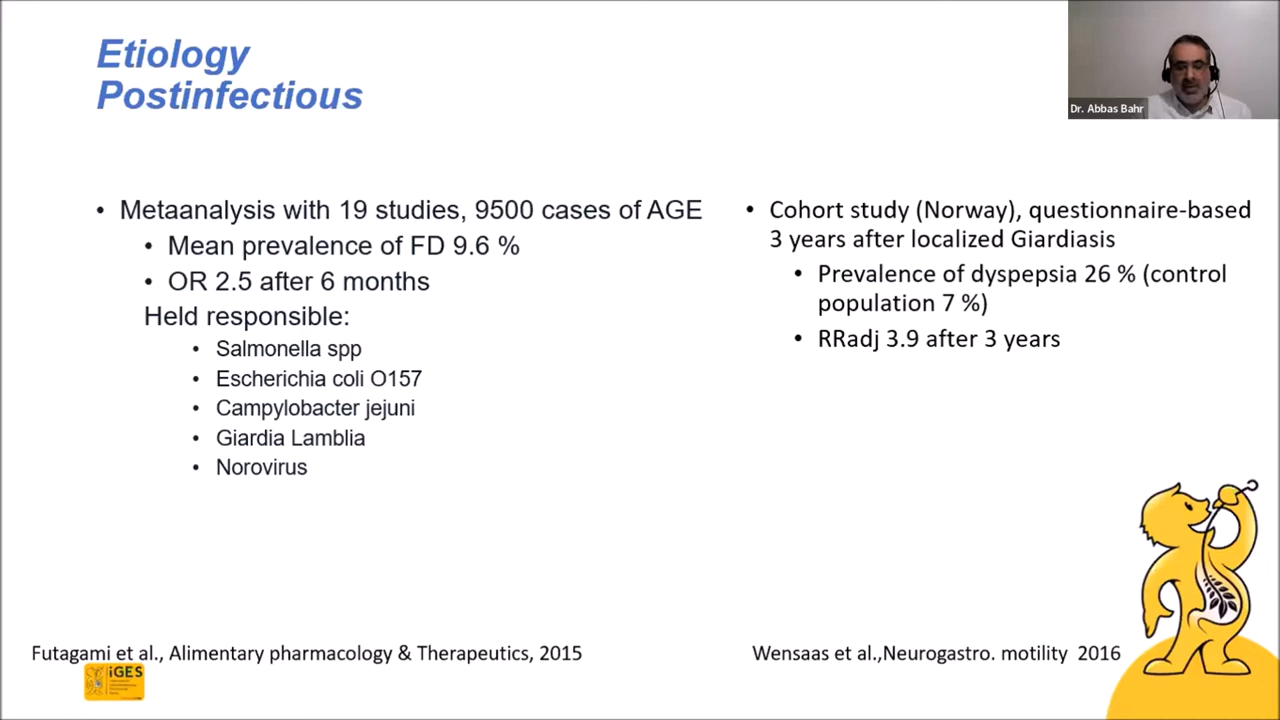 Etiology
Postinfectious
Dr. Abbas Bahr
• Metaanalysis with 19 studies, 9500 cases of AGE
• Mean prevalence of FD 9.6 %
• OR 2.5 after 6 months
Held responsible:
• Salmonella spp
• Escherichia coli O157
• Campylobacter jejuni
• Giardia Lamblia
• Norovirus
• Cohort study (Norway), questionnaire-based
3 years after localized Giardiasis
• Prevalence of dyspepsia 26 % (control
population 7 %)
• RRadj 3.9 after 3 years
Futagami et al., Alimentary pharmacology & Therapeutics, 2015
Wensaas et al.,Neurogastro. motility 2016
iGES